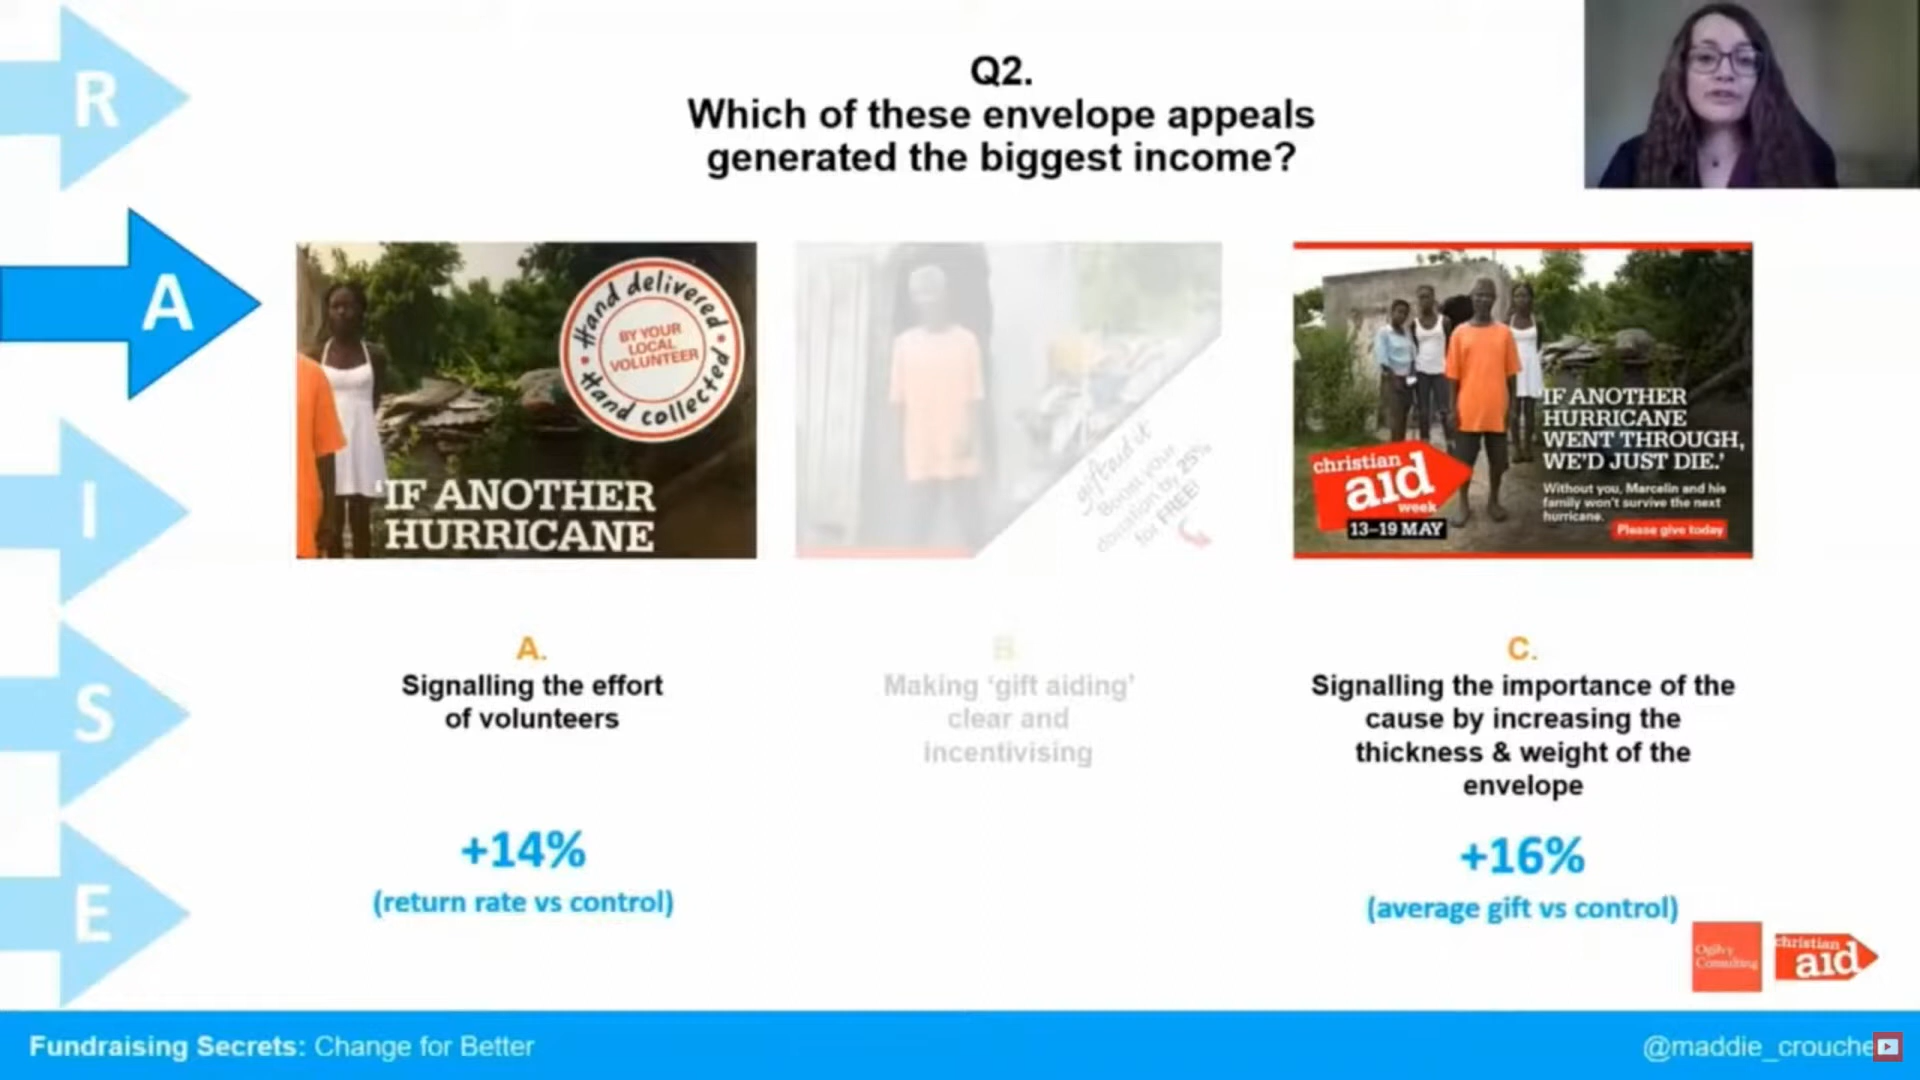 R
A
I
S
E
Q2.
Which of these envelope appeals
generated the biggest income?
Hand delivered
BY YOUR
LOCAL
VOLUNTEER
Hand collected
'IF ANOTHER
HURRICANE
giftaid it
Boost your
donation by 25%
for FREE!
christian
aid
week
13–19 MAY
'IF ANOTHER
HURRICANE
WENT THROUGH,
WE'D JUST DIE.'
Without you, Marcelin and his
family won't survive the next
hurricane.
Please give today
A.
Signalling the effort
of volunteers
+14%
(return rate vs control)
B.
Making 'gift aiding'
clear and
incentivising
C.
Signalling the importance of the
cause by increasing the
thickness & weight of the
envelope
+16%
(average gift vs control)
Ogilvy
Consulting
christian
aid
Fundraising Secrets: Change for Better
@maddie_crouche